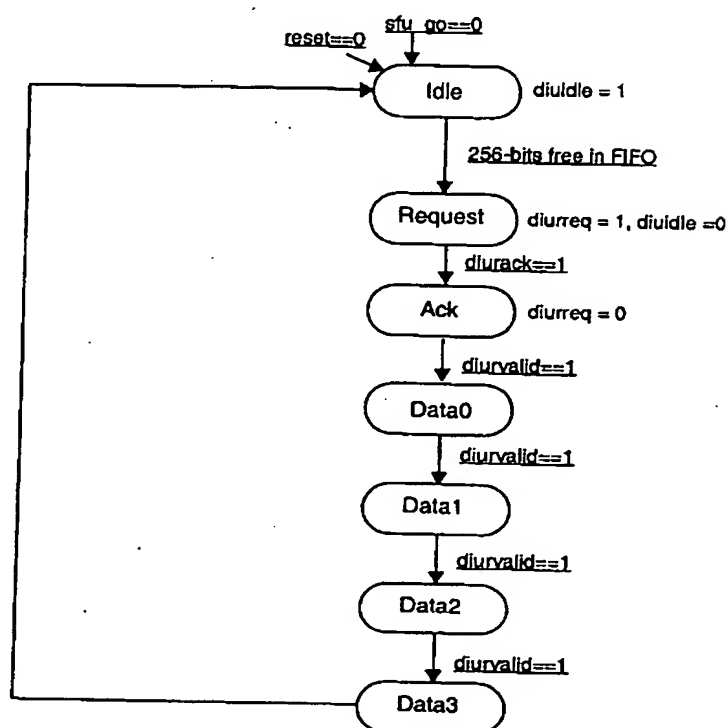 sfu_go==0
reset==0
Idle
diuidle = 1
256-bits free in FIFO
Request
diurreq = 1, diuidle =0
diurack==1
Ack
diurreq = 0
diurvalid==1
Data0
diurvalid==1
Data1
diurvalid==1
Data2
diurvalid==1
Data3